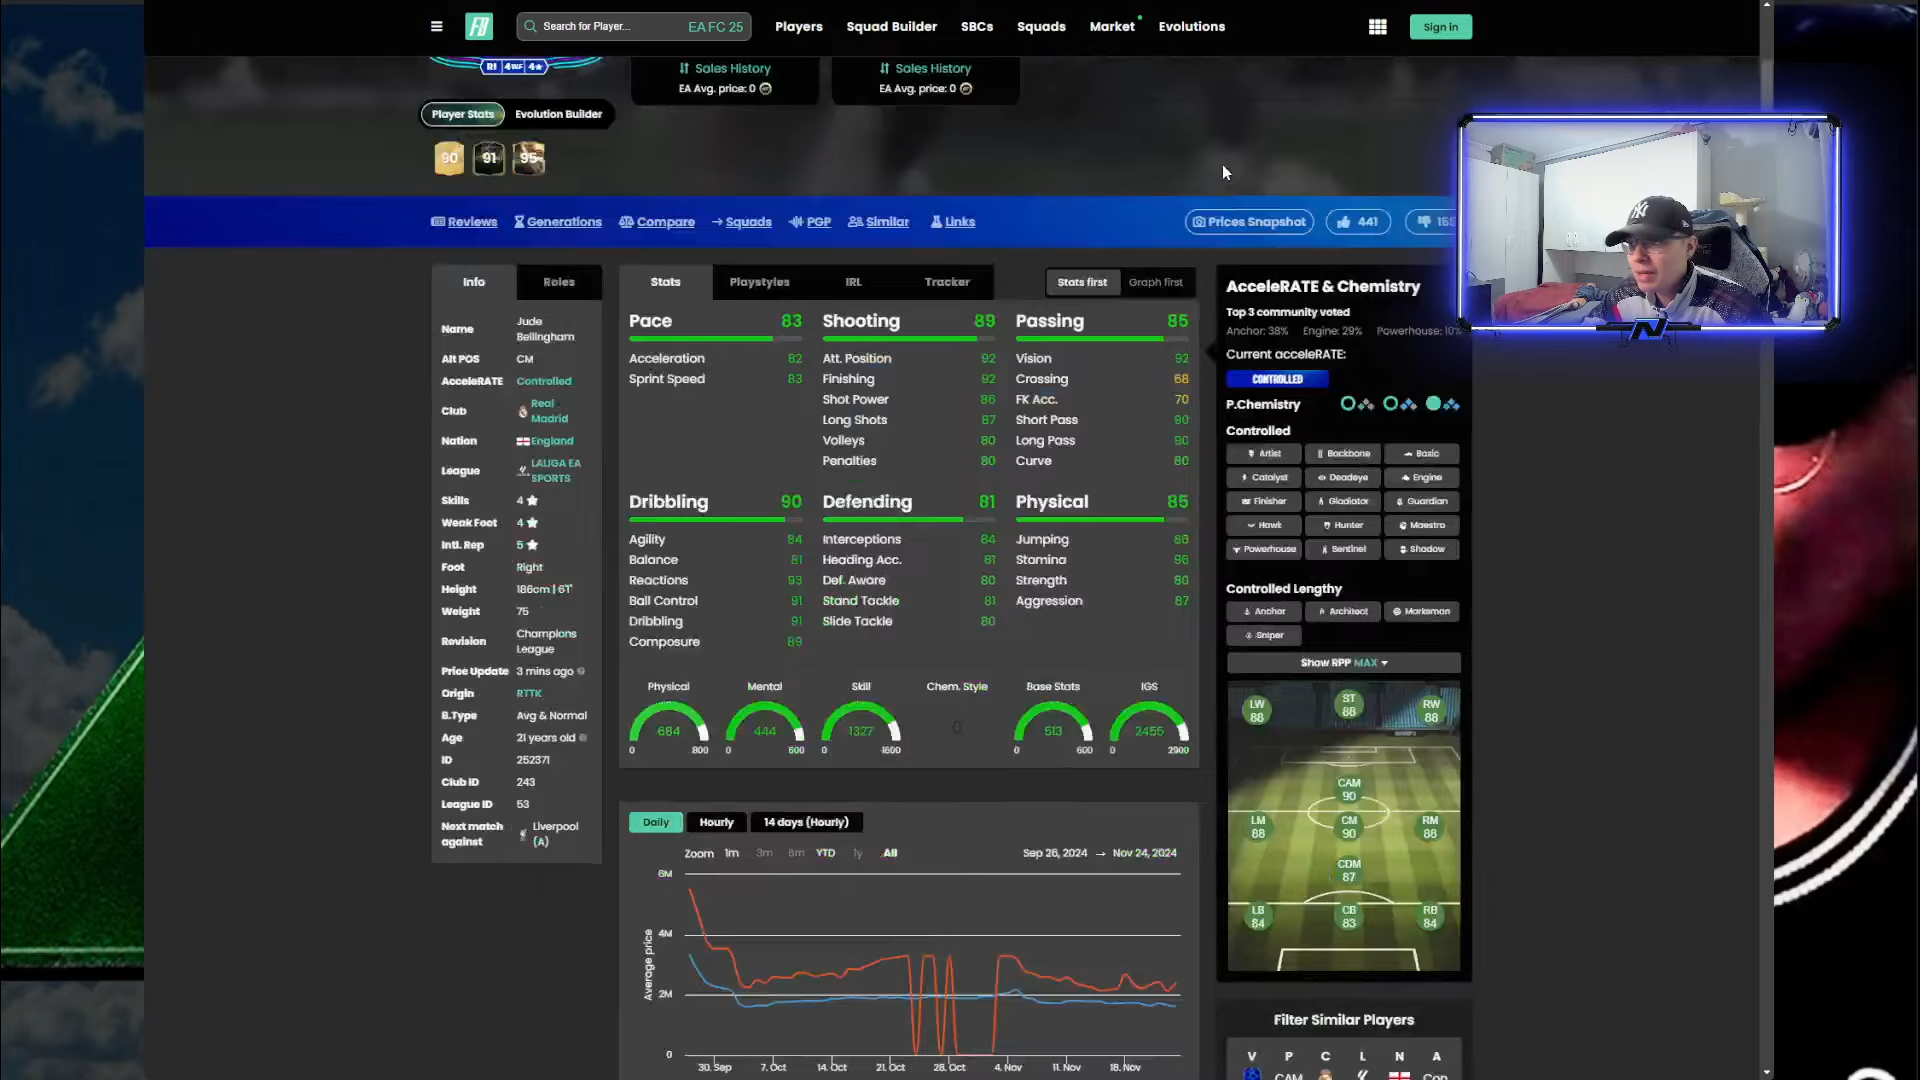 FB Search for Player... EA FC 25 Players Squad Builder SBCs Squads Market Evolutions Sign in
4 4★
Sales History Sales History
EA Avg. price: 0 EA Avg. price: 0
Player Stats Evolution Builder
90 91 95
Reviews Generations Compare Squads PGP Similar Links Prices Snapshot 441
Info Roles
Name Jude Bellingham
Alt POS CM
AcceleRATE Controlled
Club Real Madrid
Nation England
League LALIGA EA SPORTS
Skills 4 ★
Weak Foot 4 ★
Intl. Rep 5 ★
Foot Right
Height 186cm | 6'1"
Weight 75
Revision Champions League
Price Update 3 mins ago
Origin RTTK
B.Type Avg & Normal
Age 21 years old
ID 252371
Club ID 243
League ID 53
Next match against Liverpool (A)
Stats Playstyles IRL Tracker Stats first Graph first
Pace 83
Acceleration 82
Sprint Speed 83
Shooting 89
Att. Position 92
Finishing 92
Shot Power 86
Long Shots 87
Volleys 80
Penalties 80
Passing 85
Vision 92
Crossing 68
FK Acc. 70
Short Pass 90
Long Pass 90
Curve 80
Dribbling 90
Agility 84
Balance 81
Reactions 93
Ball Control 91
Dribbling 91
Composure 89
Defending 81
Interceptions 84
Heading Acc. 81
Def. Aware 80
Stand Tackle 81
Slide Tackle 80
Physical 85
Jumping 86
Stamina 96
Strength 80
Aggression 87
Physical Mental Skill Chem. Style Base Stats IGS
684 444 1327 0 513 2455
0 800 0 500 0 1600 0 600 0 2900
Daily Hourly 14 days (Hourly)
Zoom 1m 3m 6m YTD 1y All Sep 26, 2024 → Nov 24, 2024
Average price
6M
4M
2M
0
30. Sep 7. Oct 14. Oct 21. Oct 28. Oct 4. Nov 11. Nov 18. Nov
AcceleRATE & Chemistry
Top 3 community voted
Anchor: 38% Engine: 29% Powerhouse: 10%
Current acceleRATE:
CONTROLLED
P.Chemistry
Controlled
Artist Backbone Basic
Catalyst Deadeye Engine
Finisher Gladiator Guardian
Hawk Hunter Maestro
Powerhouse Sentinel Shadow
Controlled Lengthy
Anchor Architect Marksman
Sniper
Show RPP MAX
LW 88 ST 88 RW 88
CAM 90
LM 88 CM 90 RM 88
CDM 87
LB 84 CB 83 RB 84
Filter Similar Players
V P C L N A
CAM